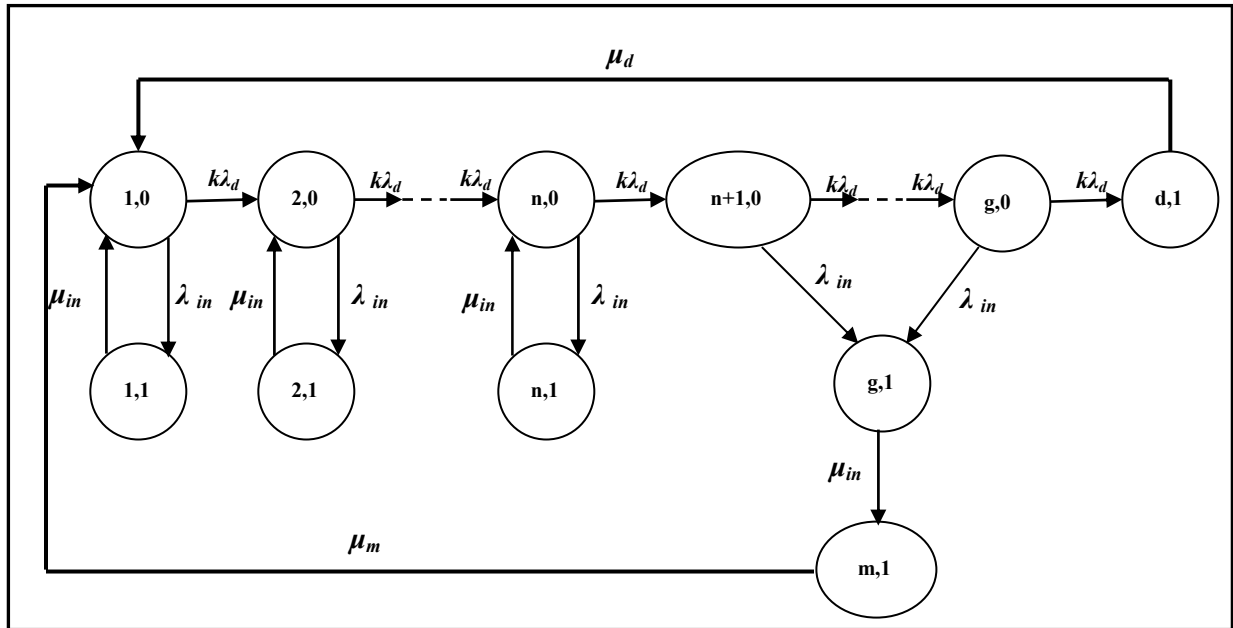 μd
1,0
kλd
2,0
kλd
kλd
n,0
kλd
n+1,0
kλd
kλd
g,0
kλd
d,1
μin
λ in
μin
λ in
μin
λ in
λ in
λ in
1,1
2,1
n,1
g,1
μin
μm
m,1